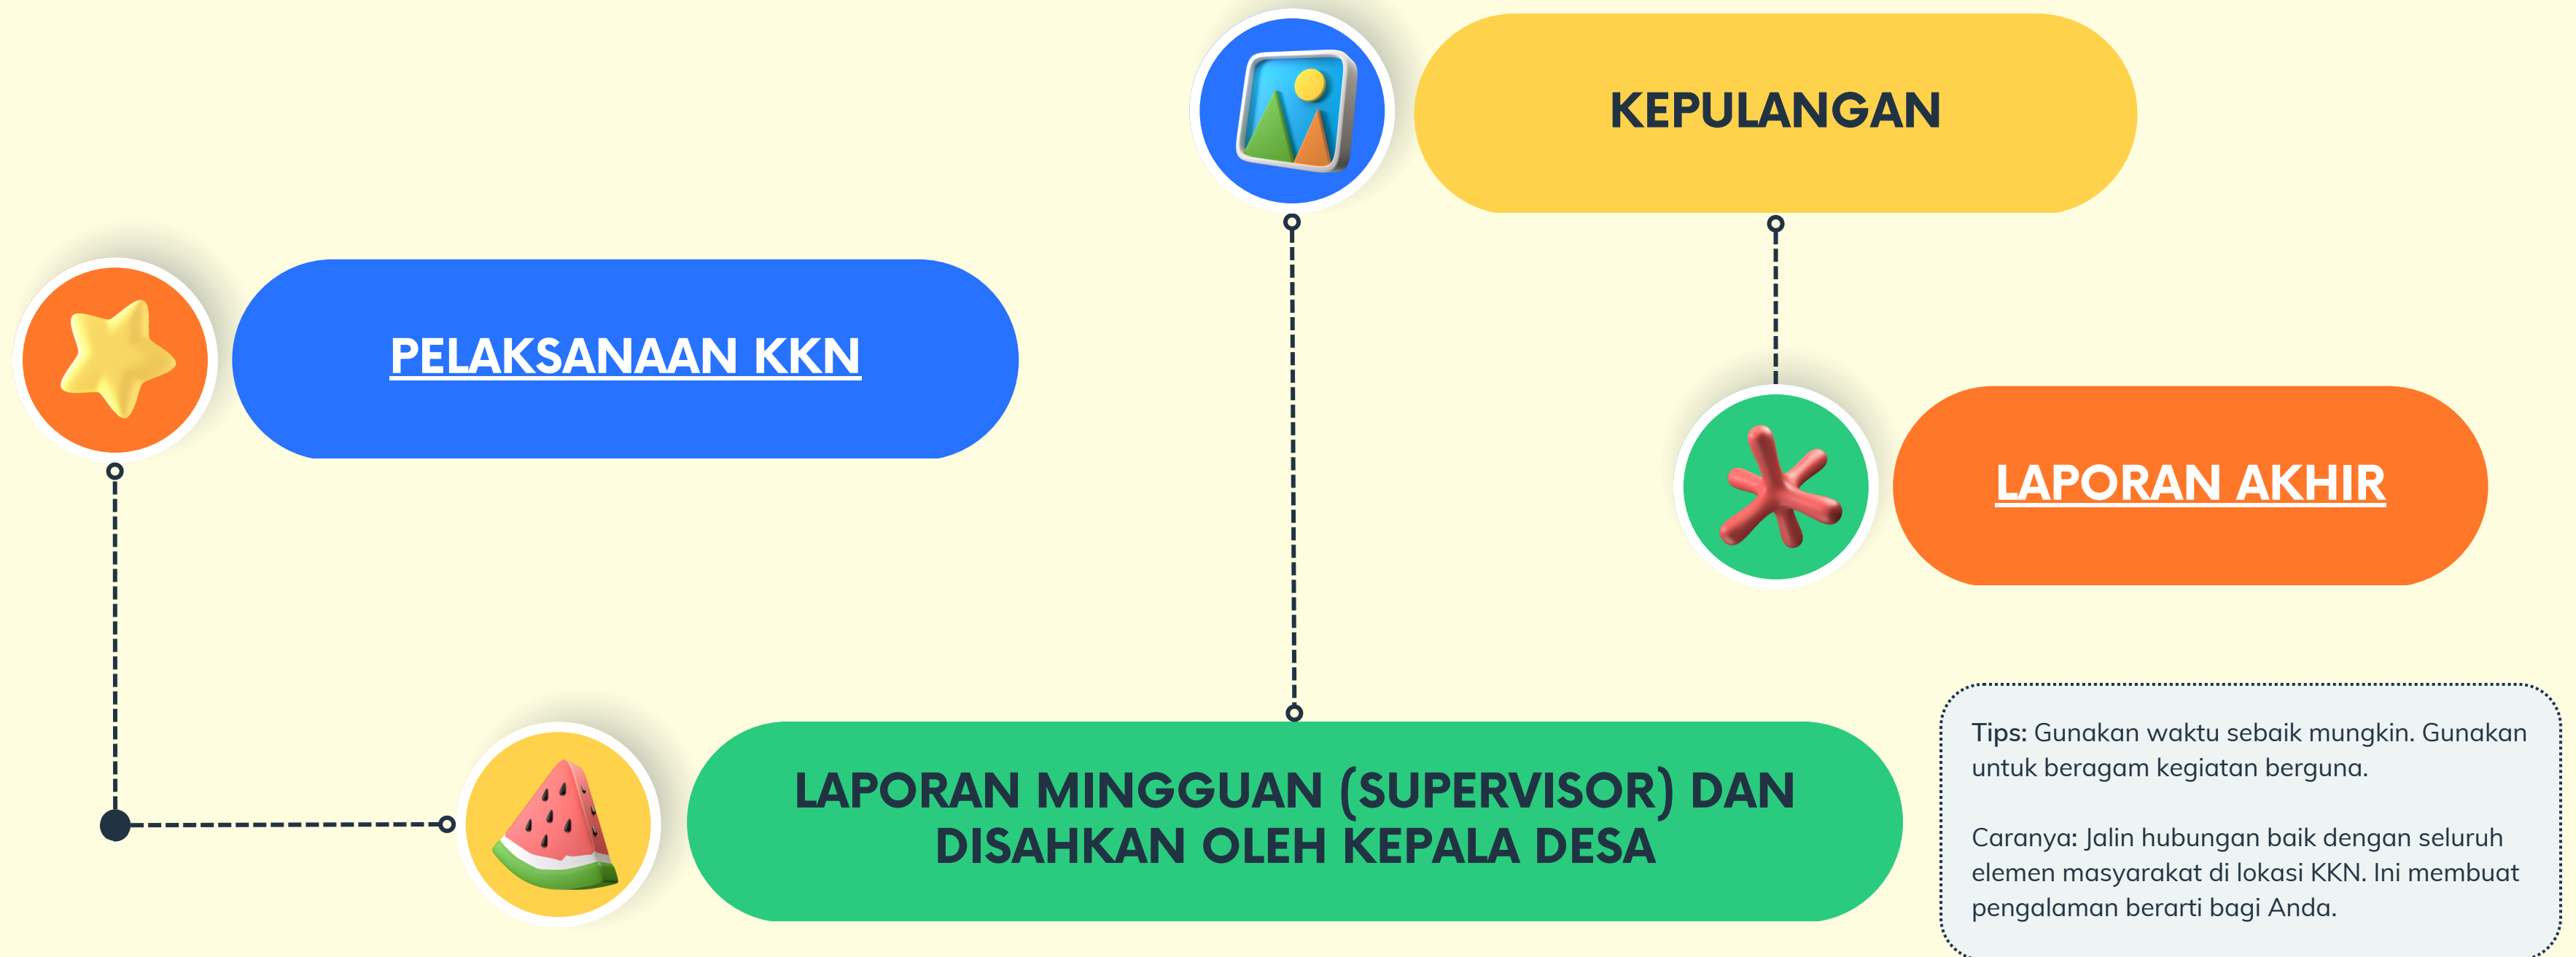 KEPULANGAN
PELAKSANAAN KKN
LAPORAN AKHIR
LAPORAN MINGGUAN (SUPERVISOR) DAN
DISAHKAN OLEH KEPALA DESA
Tips: Gunakan waktu sebaik mungkin. Gunakan
untuk beragam kegiatan berguna.
Caranya: Jalin hubungan baik dengan seluruh
elemen masyarakat di lokasi KKN. Ini membuat
pengalaman berarti bagi Anda.